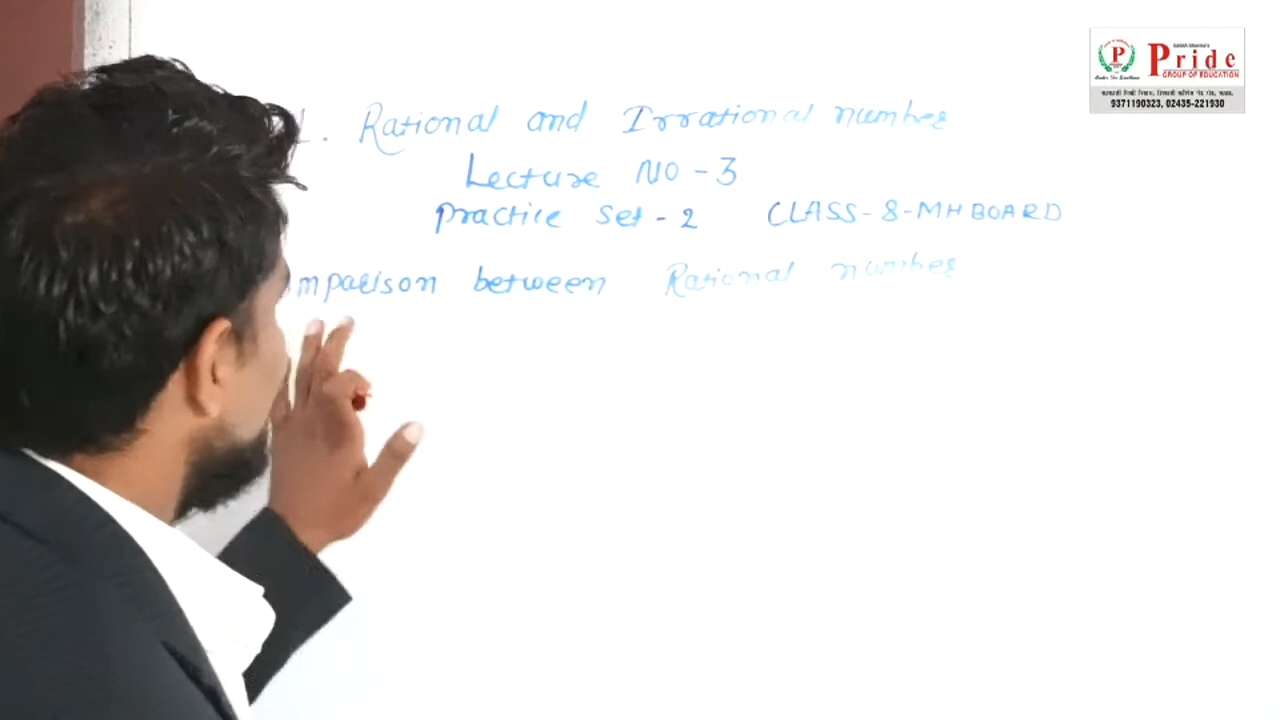 1. Rational and Irrational number
Lecture NO - 3
Practice Set - 2 CLASS - 8 - MH BOARD
mparison between Rational number
Pride
GROUP OF EDUCATION
9371190323, 02435-221930